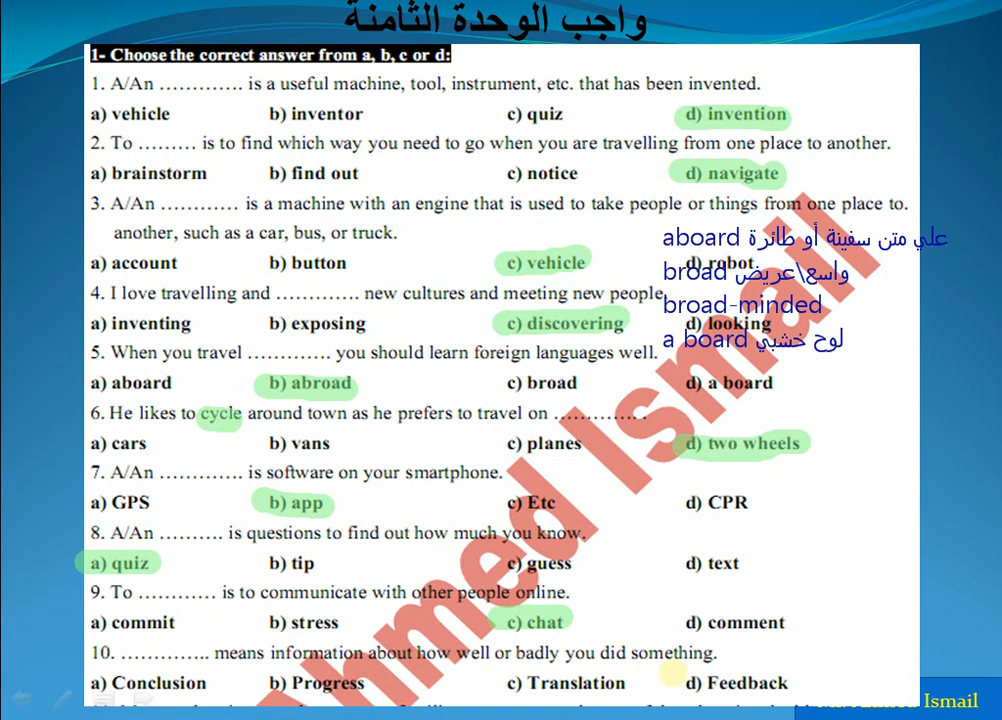 واجب الوحدة الثامنة
1- Choose the correct answer from a, b, c or d:
1. A/An …………. is a useful machine, tool, instrument, etc. that has been invented.
a) vehicle b) inventor c) quiz d) invention
2. To ……… is to find which way you need to go when you are travelling from one place to another.
a) brainstorm b) find out c) notice d) navigate
3. A/An ………… is a machine with an engine that is used to take people or things from one place to.
another, such as a car, bus, or truck.
aboard علي متن سفينة أو طائرة
a) account b) button c) vehicle d) robot
broad واسع\عريض
4. I love travelling and …………. new cultures and meeting new people.
broad-minded
a) inventing b) exposing c) discovering d) looking
a board لوح خشبي
5. When you travel …………. you should learn foreign languages well.
a) aboard b) abroad c) broad d) a board
6. He likes to cycle around town as he prefers to travel on …………. .
a) cars b) vans c) planes d) two wheels
7. A/An …………. is software on your smartphone.
a) GPS b) app c) Etc d) CPR
8. A/An ………. is questions to find out how much you know.
a) quiz b) tip c) guess d) text
9. To ………… is to communicate with other people online.
a) commit b) stress c) chat d) comment
10. ………….. means information about how well or badly you did something.
a) Conclusion b) Progress c) Translation d) Feedback
Ahmed Ismail
Ismail